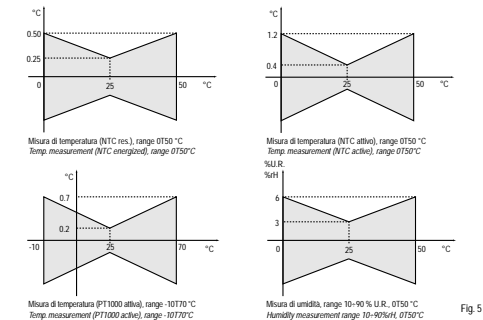 °C
0.50
0.25
0
25
50
°C
Misura di temperatura (NTC res.), range 0T50 °C
Temp. measurement (NTC energized), range 0T50°C
°C
1.2
0.4
0
25
50
°C
Misura di temperatura (NTC attivo), range 0T50 °C
Temp. measurement (NTC active), range 0T50°C
°C
0.7
0.2
-10
25
70
°C
Misura di temperatura (PT1000 attiva), range -10T70 °C
Temp. measurement (PT1000 active), range -10T70°C
%U.R.
%rH
6
3
0
25
50
°C
Misura di umidità, range 10÷90 % U.R., 0T50 °C
Humidity measurement range 10÷90%rH, 0T50°C
Fig. 5